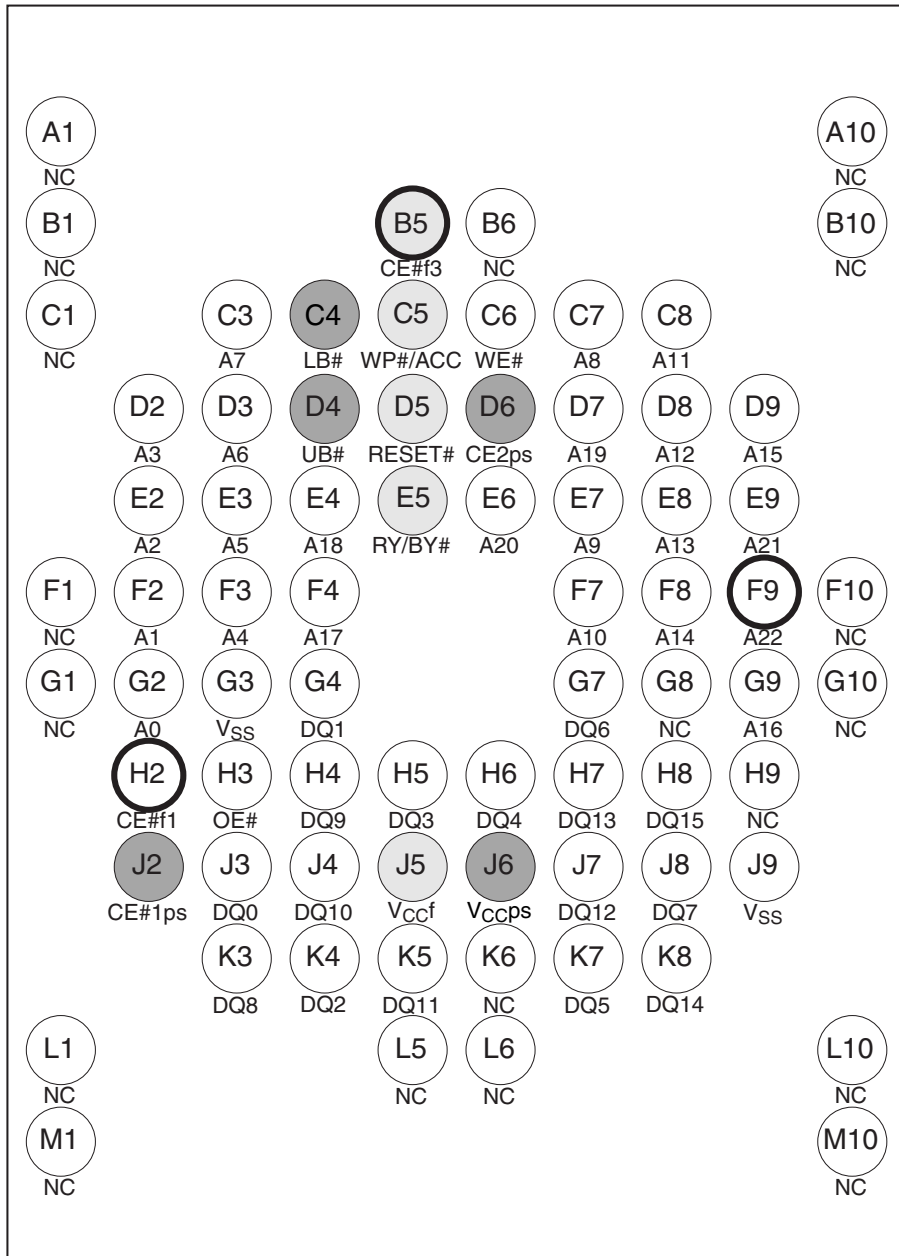 A1 A10
NC NC
B1 B5 B6 B10
NC CE#f3 NC NC
C1 C3 C4 C5 C6 C7 C8
NC A7 LB# WP#/ACC WE# A8 A11
D2 D3 D4 D5 D6 D7 D8 D9
A3 A6 UB# RESET# CE2ps A19 A12 A15
E2 E3 E4 E5 E6 E7 E8 E9
A2 A5 A18 RY/BY# A20 A9 A13 A21
F1 F2 F3 F4 F7 F8 F9 F10
NC A1 A4 A17 A10 A14 A22 NC
G1 G2 G3 G4 G7 G8 G9 G10
NC A0 VSS DQ1 DQ6 NC A16 NC
H2 H3 H4 H5 H6 H7 H8 H9
CE#f1 OE# DQ9 DQ3 DQ4 DQ13 DQ15 NC
J2 J3 J4 J5 J6 J7 J8 J9
CE#1ps DQ0 DQ10 VCCf VCCps DQ12 DQ7 VSS
K3 K4 K5 K6 K7 K8
DQ8 DQ2 DQ11 NC DQ5 DQ14
L1 L5 L6 L10
NC NC NC NC
M1 M10
NC NC